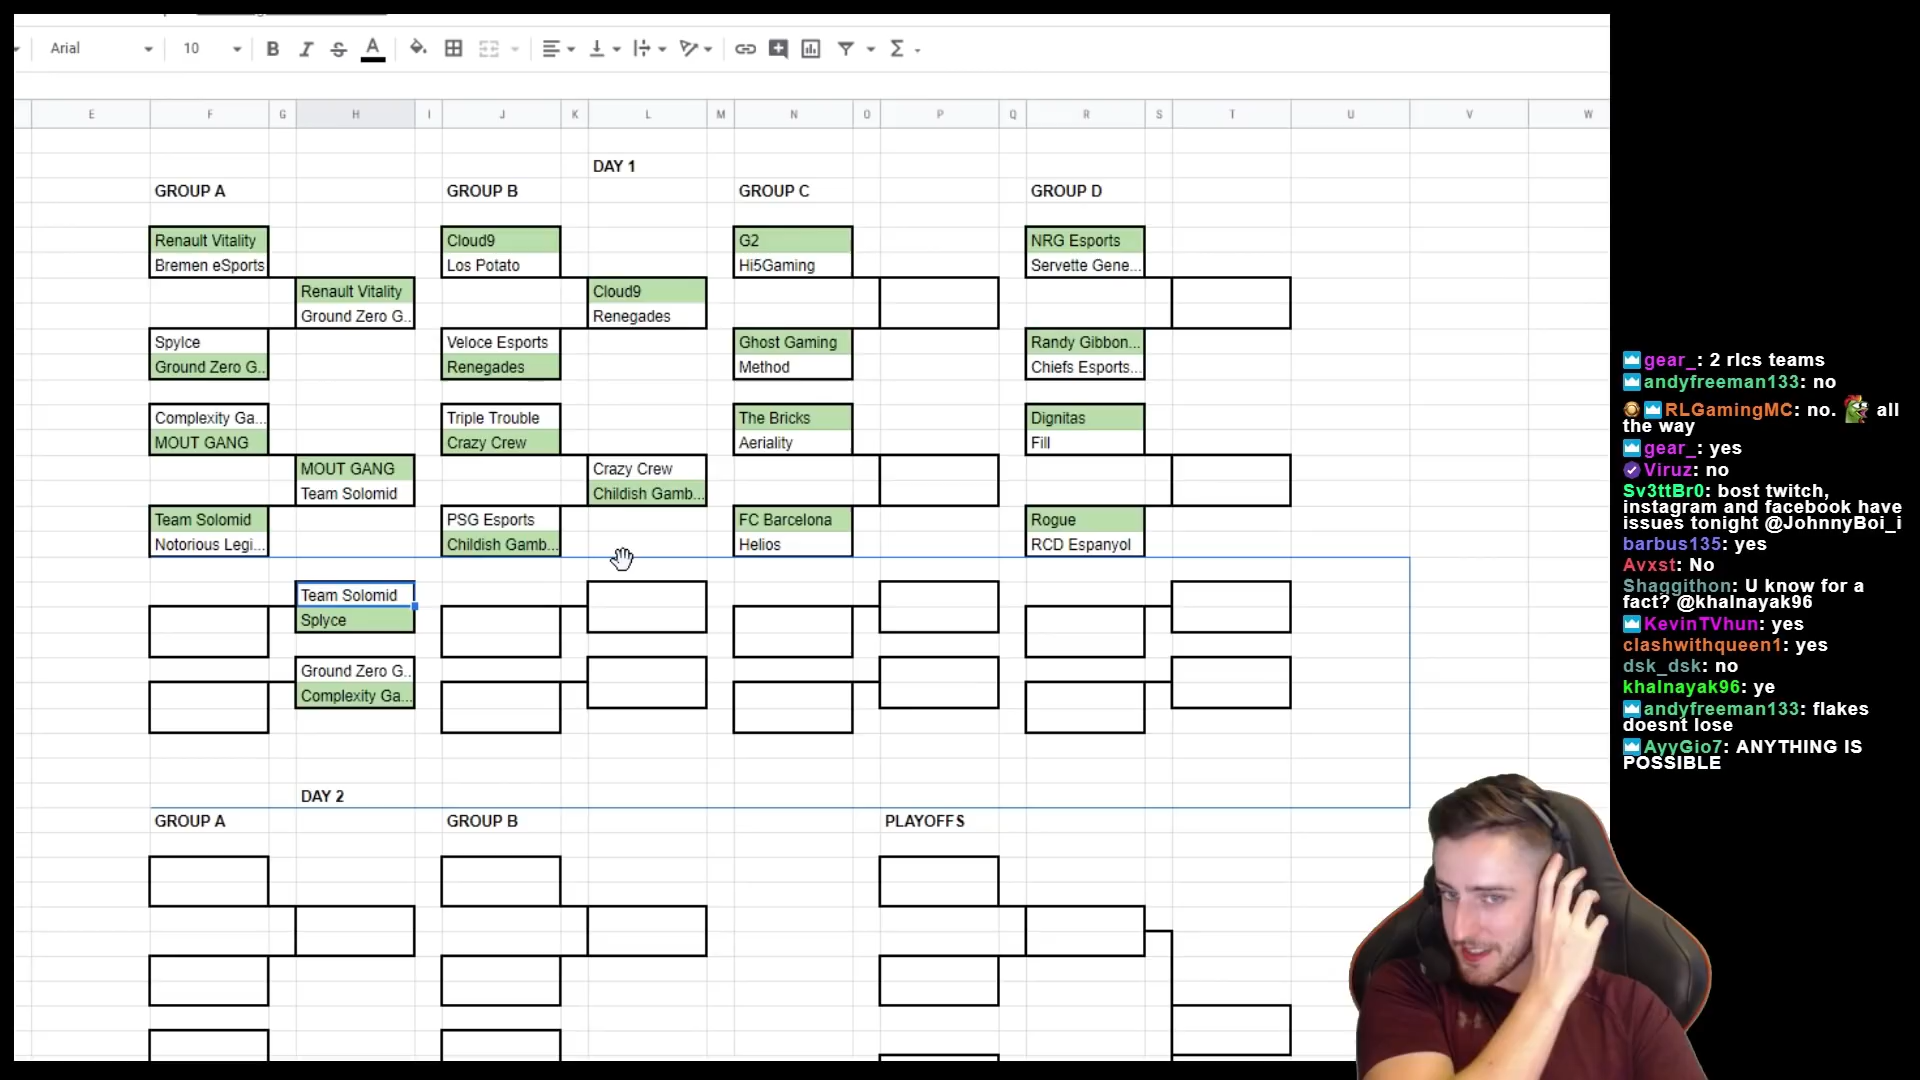 Arial 10 B I S A
E F G H I J K L M N O P Q R S T U V W
DAY 1
GROUP A GROUP B GROUP C GROUP D
Renault Vitality Cloud9 G2 NRG Esports
Bremen eSports Los Potato Hi5Gaming Servette Gene...
Renault Vitality Cloud9
Ground Zero G.. Renegades
Splyce Veloce Esports Ghost Gaming Randy Gibbon...
Ground Zero G.. Renegades Method Chiefs Esports...
Complexity Ga... Triple Trouble The Bricks Dignitas
MOUT GANG Crazy Crew Aeriality Fill
MOUT GANG Crazy Crew
Team Solomid Childish Gamb...
Team Solomid PSG Esports FC Barcelona Rogue
Notorious Legi... Childish Gamb... Helios RCD Espanyol
Team Solomid
Splyce
Ground Zero G..
Complexity Ga...
DAY 2
GROUP A GROUP B PLAYOFFS
gear_: 2 rlcs teams
andyfreeman133: no
RLGamingMC: no. all
the way
gear_: yes
Viruz: no
Sv3ttBr0: bost twitch,
instagram and facebook have
issues tonight @JohnnyBoi_i
barbus135: yes
Avxst: No
Shaggithon: U know for a
fact? @khalnayak96
KevinTVhun: yes
clashwithqueen1: yes
dsk_dsk: no
khalnayak96: ye
andyfreeman133: flakes
doesnt lose
AyyGio7: ANYTHING IS
POSSIBLE